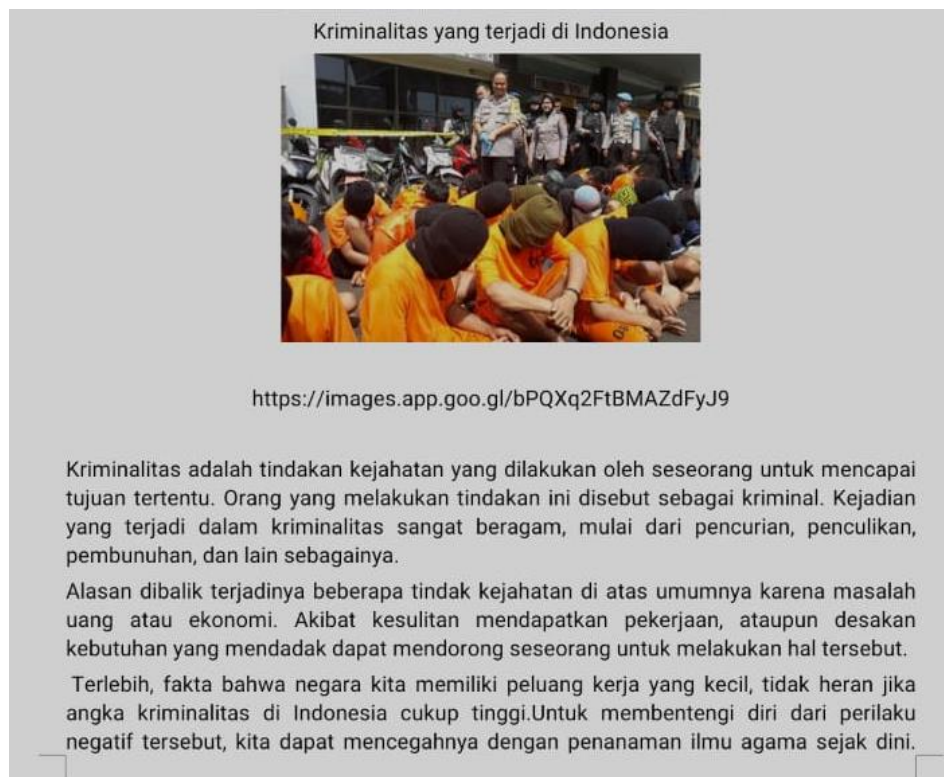 Kriminalitas yang terjadi di Indonesia
https://images.app.goo.gl/bPQXq2FtBMAZdFyJ9
Kriminalitas adalah tindakan kejahatan yang dilakukan oleh seseorang untuk mencapai
tujuan tertentu. Orang yang melakukan tindakan ini disebut sebagai kriminal. Kejadian
yang terjadi dalam kriminalitas sangat beragam, mulai dari pencurian, penculikan,
pembunuhan, dan lain sebagainya.
Alasan dibalik terjadinya beberapa tindak kejahatan di atas umumnya karena masalah
uang atau ekonomi. Akibat kesulitan mendapatkan pekerjaan, ataupun desakan
kebutuhan yang mendadak dapat mendorong seseorang untuk melakukan hal tersebut.
Terlebih, fakta bahwa negara kita memiliki peluang kerja yang kecil, tidak heran jika
angka kriminalitas di Indonesia cukup tinggi.Untuk membentengi diri dari perilaku
negatif tersebut, kita dapat mencegahnya dengan penanaman ilmu agama sejak dini.